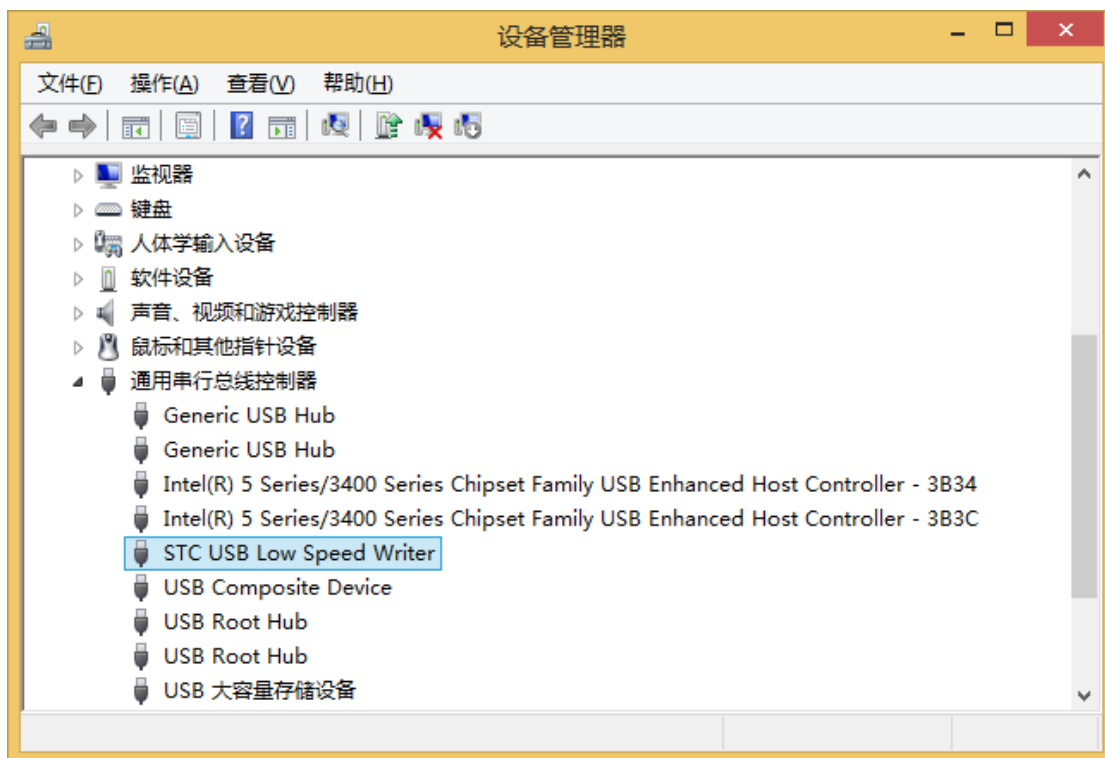 设备管理器
文件(F) 操作(A) 查看(V) 帮助(H)
监视器
键盘
人体学输入设备
软件设备
声音、视频和游戏控制器
鼠标和其他指针设备
通用串行总线控制器
Generic USB Hub
Generic USB Hub
Intel(R) 5 Series/3400 Series Chipset Family USB Enhanced Host Controller - 3B34
Intel(R) 5 Series/3400 Series Chipset Family USB Enhanced Host Controller - 3B3C
STC USB Low Speed Writer
USB Composite Device
USB Root Hub
USB Root Hub
USB 大容量存储设备